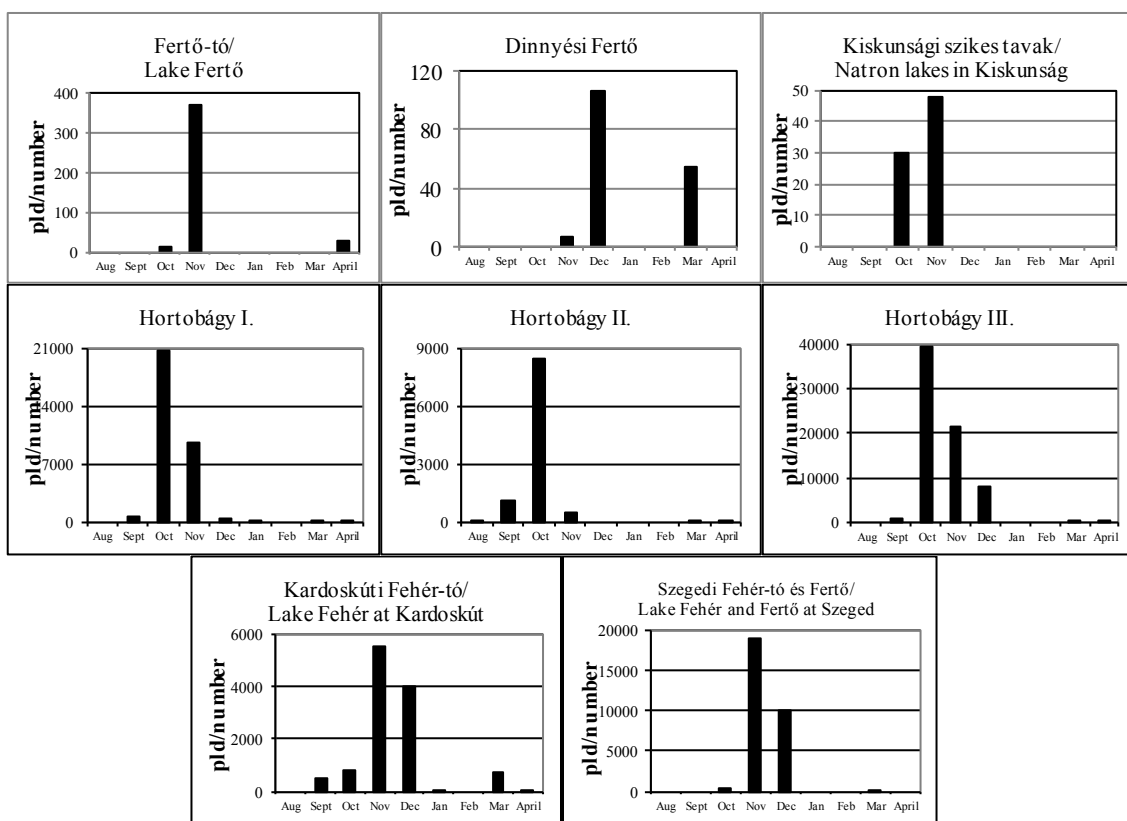 Fertő-tó/
Lake Fertő
pld/number
400
300
200
100
0
Aug Sept Oct Nov Dec Jan Feb Mar April
Dinnyési Fertő
pld/number
120
80
40
0
Aug Sept Oct Nov Dec Jan Feb Mar April
Kiskunsági szikes tavak/
Natron lakes in Kiskunság
pld/number
50
40
30
20
10
0
Aug Sept Oct Nov Dec Jan Feb Mar April
Hortobágy I.
pld/number
21000
14000
7000
0
Aug Sept Oct Nov Dec Jan Feb Mar April
Hortobágy II.
pld/number
9000
6000
3000
0
Aug Sept Oct Nov Dec Jan Feb Mar April
Hortobágy III.
pld/number
40000
30000
20000
10000
0
Aug Sept Oct Nov Dec Jan Feb Mar April
Kardoskúti Fehér-tó/
Lake Fehér at Kardoskút
pld/number
6000
4000
2000
0
Aug Sept Oct Nov Dec Jan Feb Mar April
Szegedi Fehér-tó és Fertő/
Lake Fehér and Fertő at Szeged
pld/number
20000
15000
10000
5000
0
Aug Sept Oct Nov Dec Jan Feb Mar April